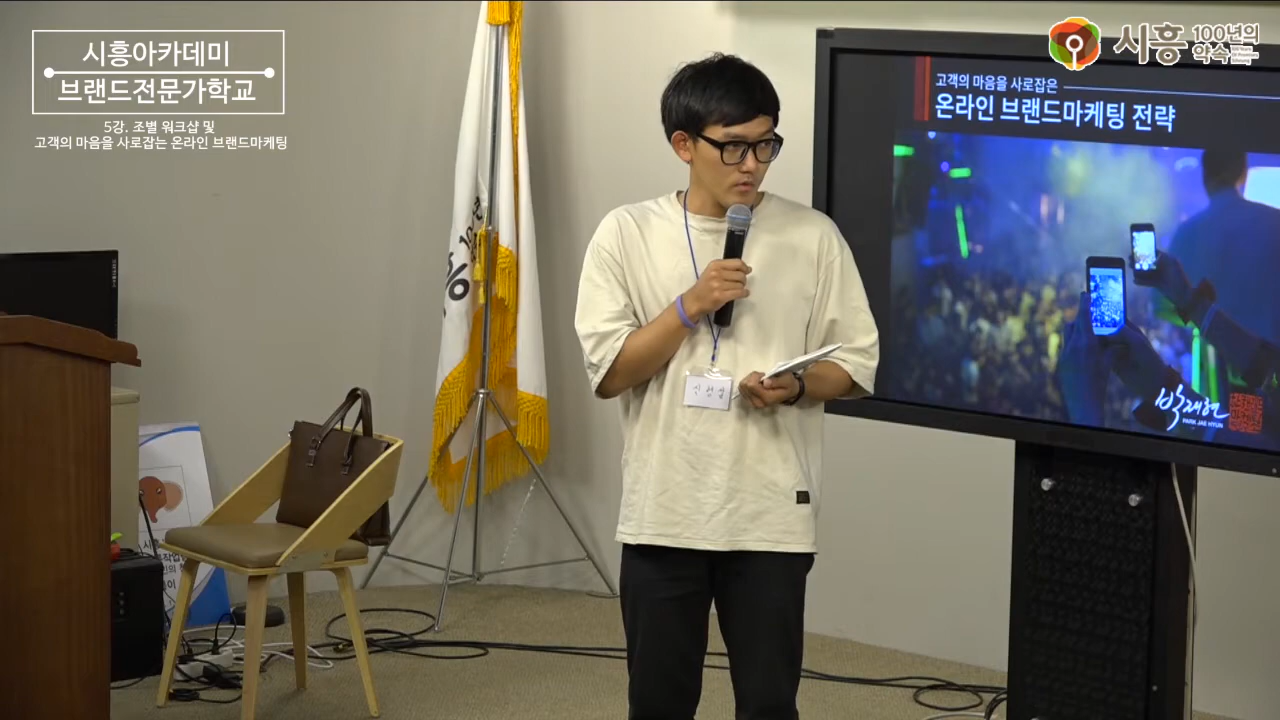 시흥아카데미
브랜드전문가학교
5강. 조별 워크샵 및
고객의 마음을 사로잡는 온라인 브랜드마케팅
시흥
100년의
약속
고객의 마음을 사로잡은
온라인 브랜드마케팅 전략
박재현
PARK JAE HYUN